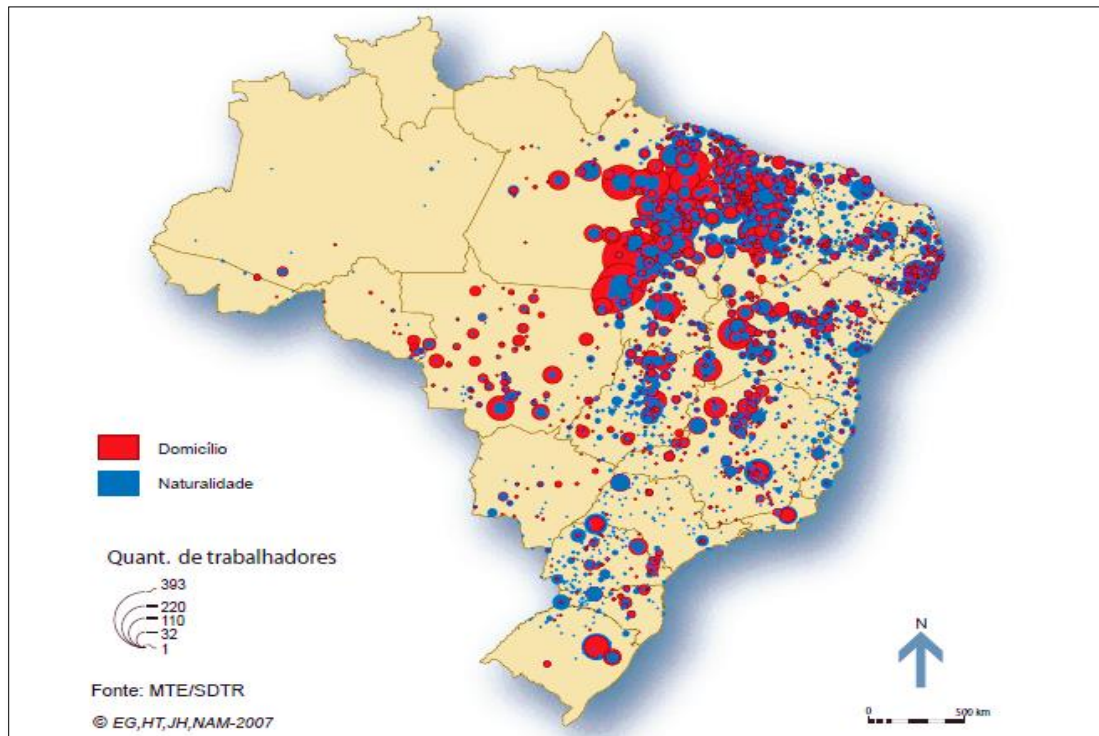 Domicílio
Naturalidade
Quant. de trabalhadores
393
220
110
32
1
Fonte: MTE/SDTR
© EG,HT,JH,NAM-2007
N
0 500 km